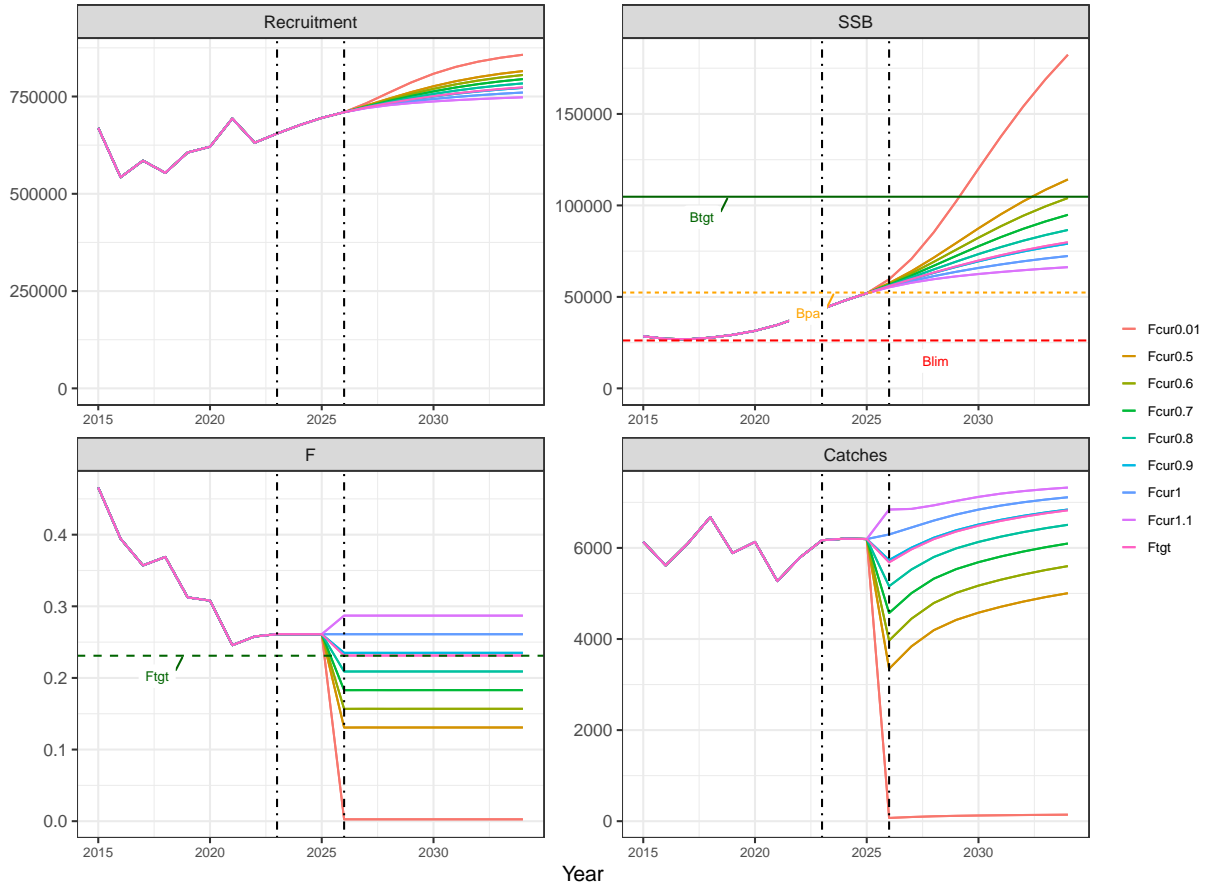 Recruitment
SSB
750000
500000
250000
0
2015
2020
2025
2030
150000
100000
50000
0
Btgt
Bpa
Blim
2015
2020
2025
2030
F
Catches
0.4
0.3
0.2
0.1
0.0
Ftgt
2015
2020
2025
2030
6000
4000
2000
0
2015
2020
2025
2030
Year
Fcur0.01
Fcur0.5
Fcur0.6
Fcur0.7
Fcur0.8
Fcur0.9
Fcur1
Fcur1.1
Ftgt